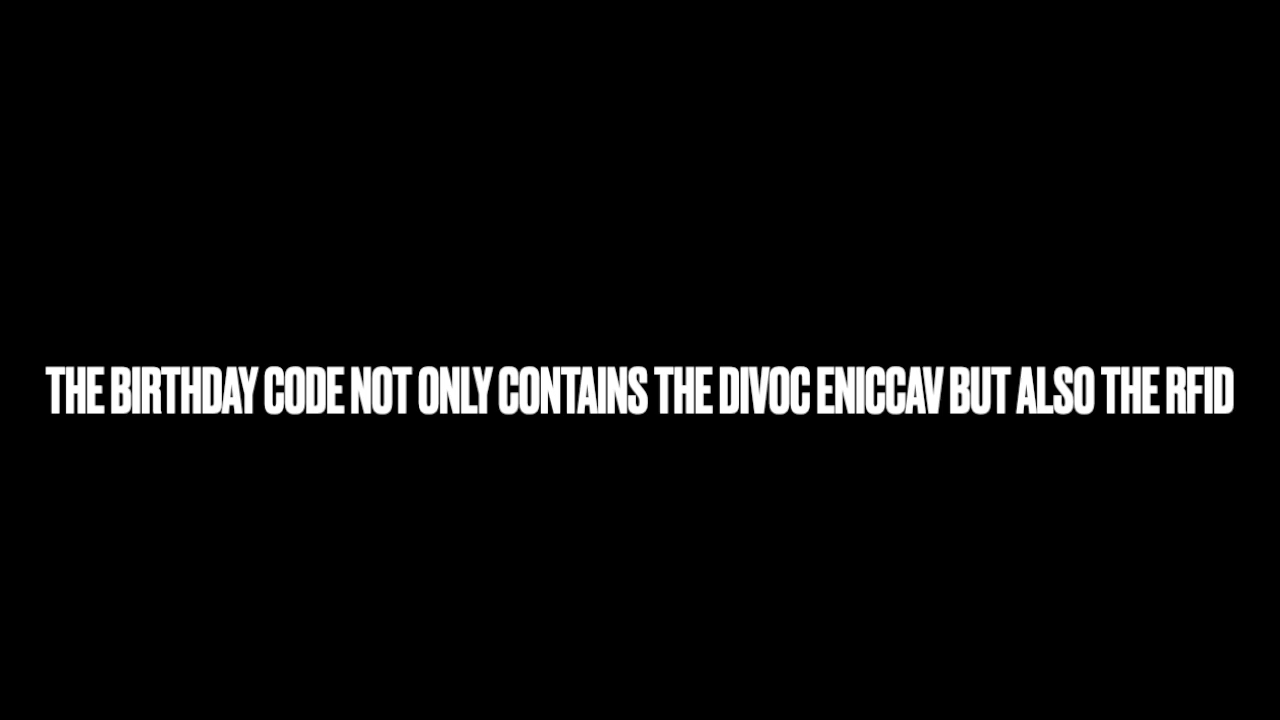 THE BIRTHDAY CODE NOT ONLY CONTAINS THE DIVOC ENICCAV BUT ALSO THE RFID